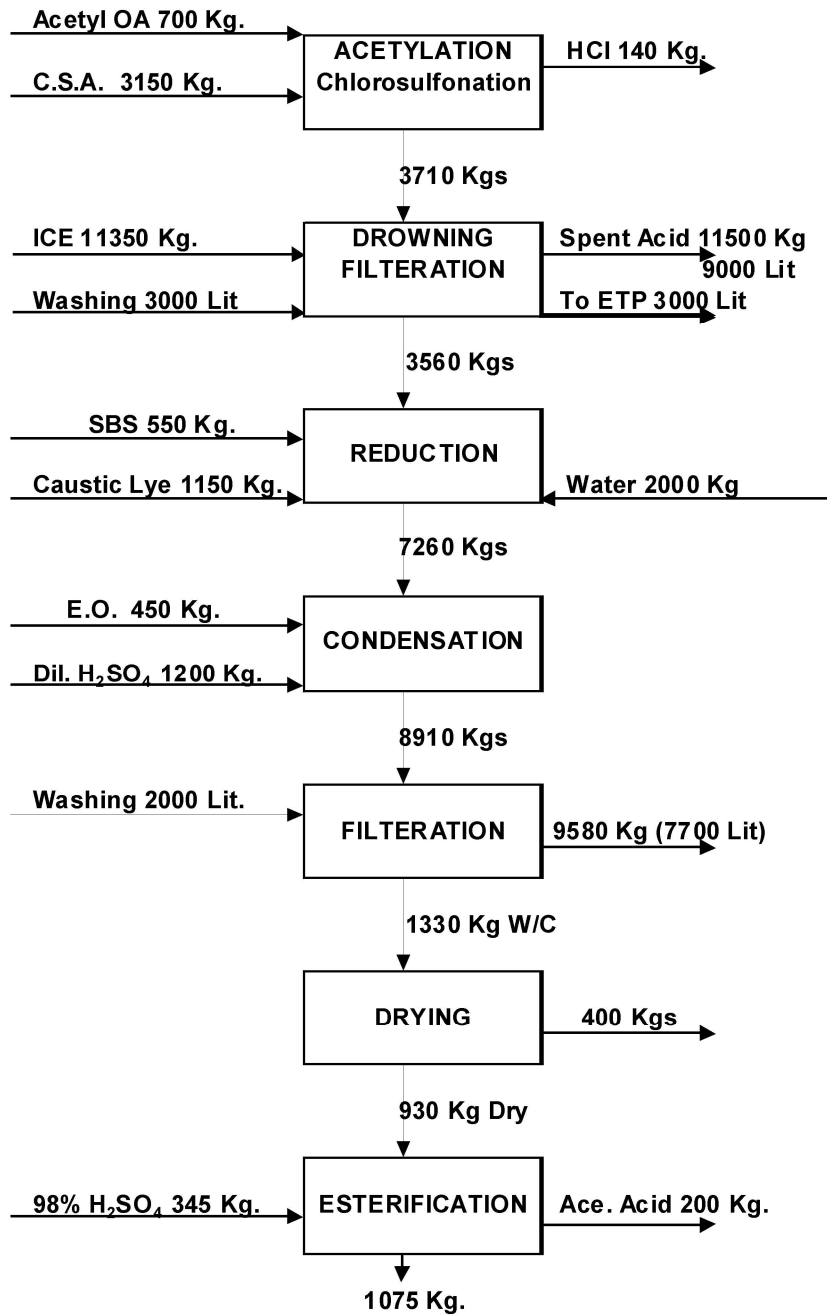 Acetyl OA 700 Kg.
C.S.A. 3150 Kg.
ACETYLATION
Chlorosulfonation
HCl 140 Kg.
3710 Kgs
ICE 11350 Kg.
Washing 3000 Lit
DROWNING
FILTERATION
Spent Acid 11500 Kg
9000 Lit
To ETP 3000 Lit
3560 Kgs
SBS 550 Kg.
Caustic Lye 1150 Kg.
REDUCTION
Water 2000 Kg
7260 Kgs
E.O. 450 Kg.
Dil. H₂SO₄ 1200 Kg.
CONDENSATION
8910 Kgs
Washing 2000 Lit.
FILTERATION
9580 Kg (7700 Lit)
1330 Kg W/C
DRYING
400 Kgs
930 Kg Dry
98% H₂SO₄ 345 Kg.
ESTERIFICATION
Ace. Acid 200 Kg.
1075 Kg.